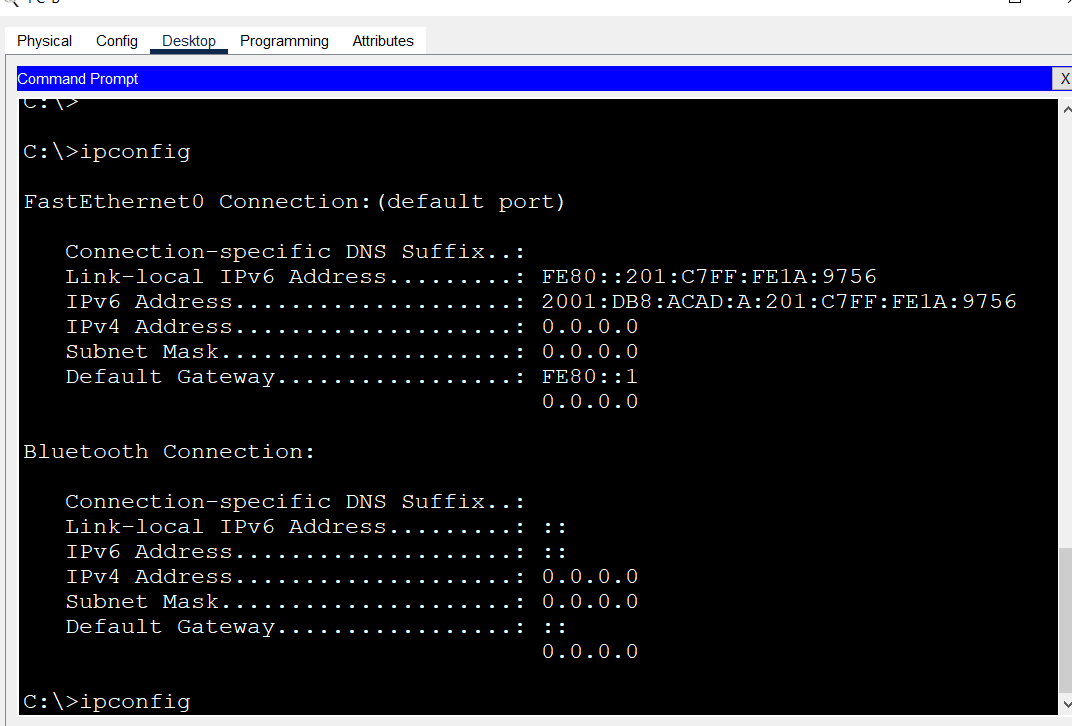 Physical Config Desktop Programming Attributes
Command Prompt X
C:\>
C:\>ipconfig
FastEthernet0 Connection:(default port)
Connection-specific DNS Suffix..:
Link-local IPv6 Address.........: FE80::201:C7FF:FE1A:9756
IPv6 Address....................: 2001:DB8:ACAD:A:201:C7FF:FE1A:9756
IPv4 Address....................: 0.0.0.0
Subnet Mask.....................: 0.0.0.0
Default Gateway.................: FE80::1
0.0.0.0
Bluetooth Connection:
Connection-specific DNS Suffix..:
Link-local IPv6 Address.........: ::
IPv6 Address....................: ::
IPv4 Address....................: 0.0.0.0
Subnet Mask.....................: 0.0.0.0
Default Gateway.................: ::
0.0.0.0
C:\>ipconfig